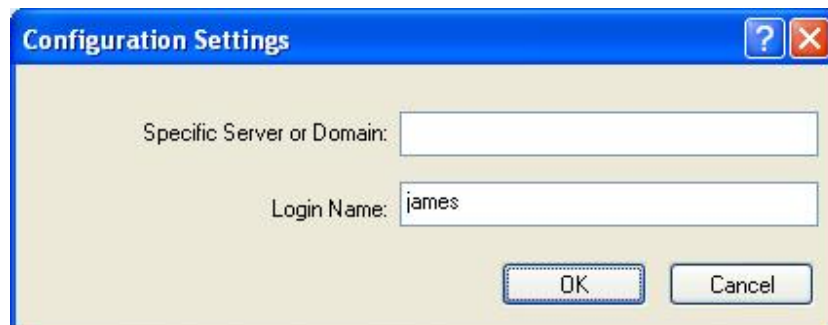 Configuration Settings
?
Specific Server or Domain:
Login Name: james
OK Cancel